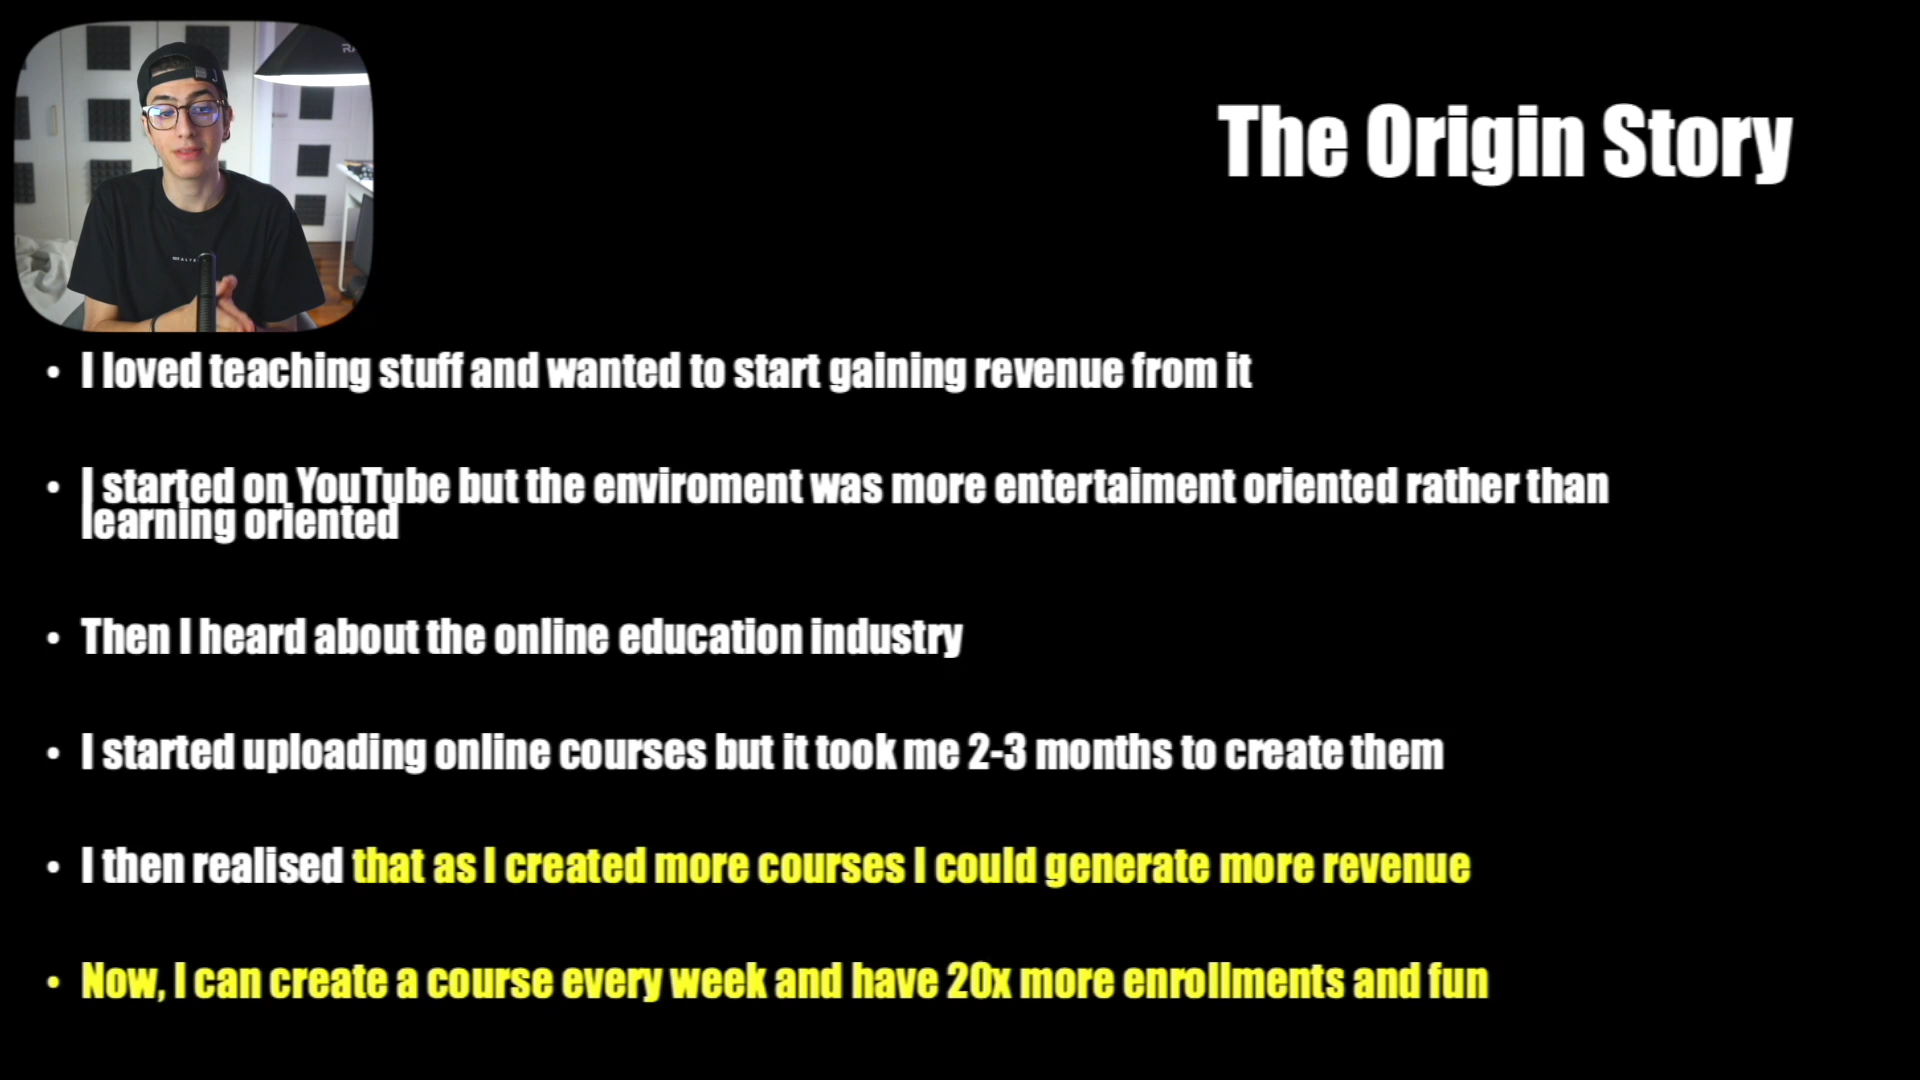 The Origin Story
• I loved teaching stuff and wanted to start gaining revenue from it
• I started on YouTube but the enviroment was more entertaiment oriented rather than
learning oriented
• Then I heard about the online education industry
• I started uploading online courses but it took me 2-3 months to create them
• I then realised that as I created more courses I could generate more revenue
• Now, I can create a course every week and have 20x more enrollments and fun